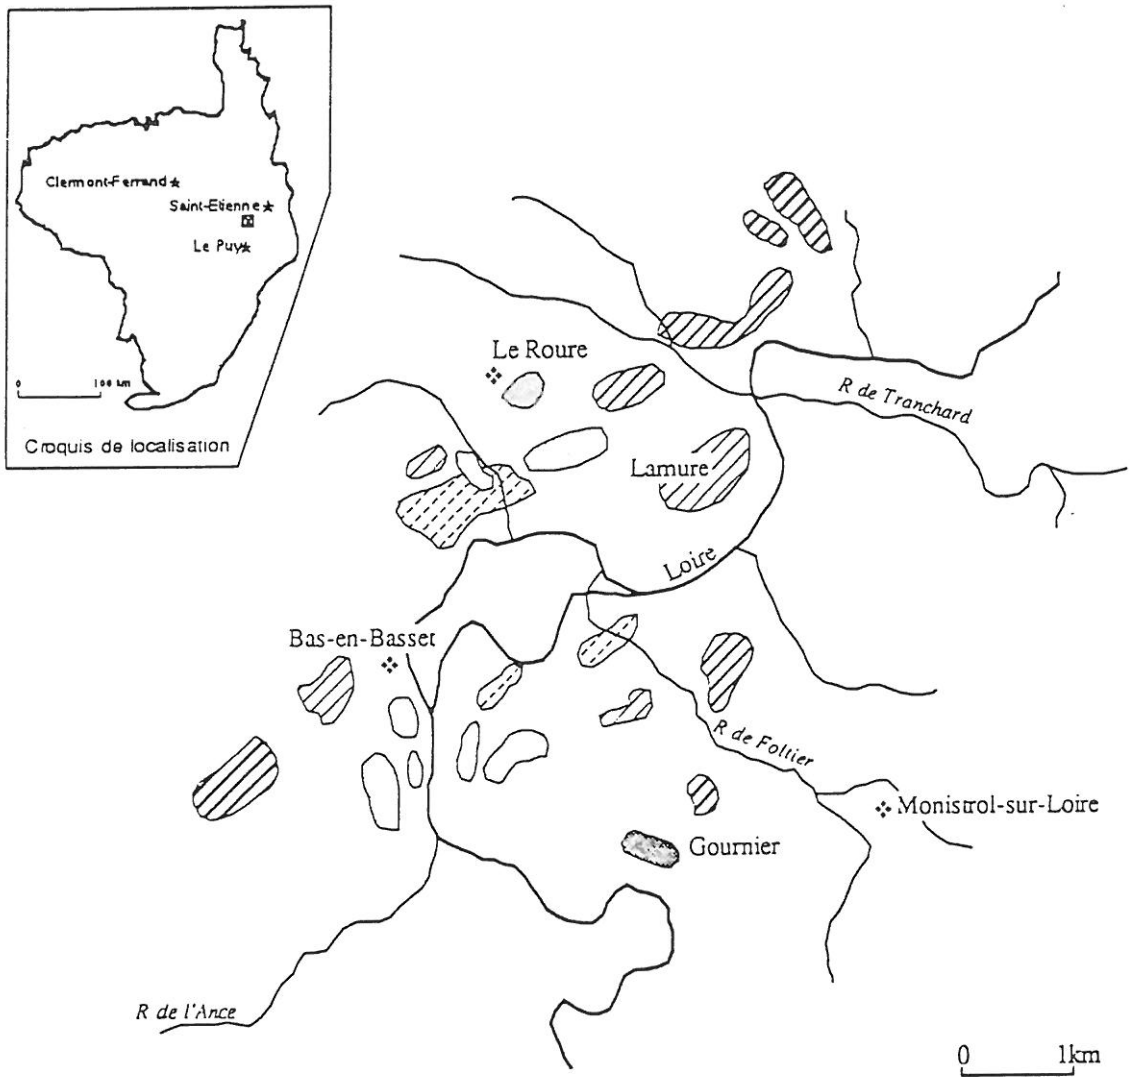 Clermont-Ferrand
Saint-Etienne
Le Puy
0 100 km
Croquis de localisation
Le Roure
R de Tranchard
Lamure
Loire
Bas-en-Basset
R de Foltier
Monistrol-sur-Loire
Gournier
R de l'Ance
0 1km